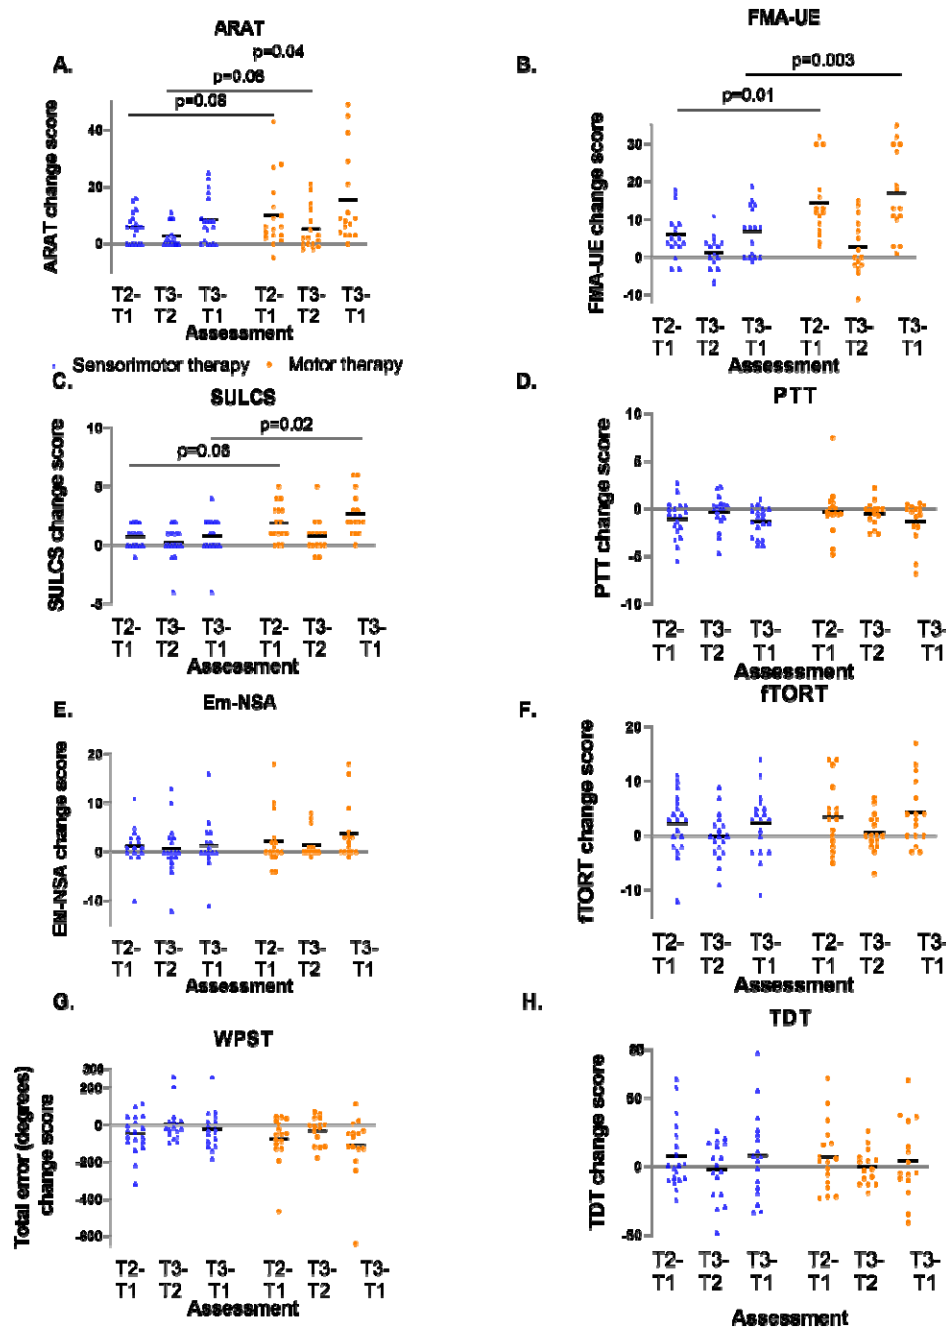 ARAT
A.
p=0.04
p=0.06
p=0.08
ARAT change score
40
20
0
T2-T1
T3-T2
T3-T1
T2-T1
T3-T2
T3-T1
Assessment
FMA-UE
B.
p=0.003
p=0.01
FMA-UE change score
30
20
10
0
-10
T2-T1
T3-T2
T3-T1
T2-T1
T3-T2
T3-T1
Assessment
Sensorimotor therapy
Motor therapy
C.
SULCS
p=0.02
p=0.06
SULCS change score
10
5
0
-5
T2-T1
T3-T2
T3-T1
T2-T1
T3-T2
T3-T1
Assessment
D.
PTT
PTT change score
10
5
0
-5
-10
T2-T1
T3-T2
T3-T1
T2-T1
T3-T2
T3-T1
Assessment
E.
Em-NSA
Em-NSA change score
20
10
0
-10
T2-T1
T3-T2
T3-T1
T2-T1
T3-T2
T3-T1
Assessment
F.
fTORT
fTORT change score
20
10
0
-10
T2-T1
T3-T2
T3-T1
T2-T1
T3-T2
T3-T1
Assessment
G.
WPST
Total error (degrees)
change score
300
200
0
-200
-400
-600
T2-T1
T3-T2
T3-T1
T2-T1
T3-T2
T3-T1
Assessment
H.
TDT
TDT change score
50
0
-50
T2-T1
T3-T2
T3-T1
T2-T1
T3-T2
T3-T1
Assessment